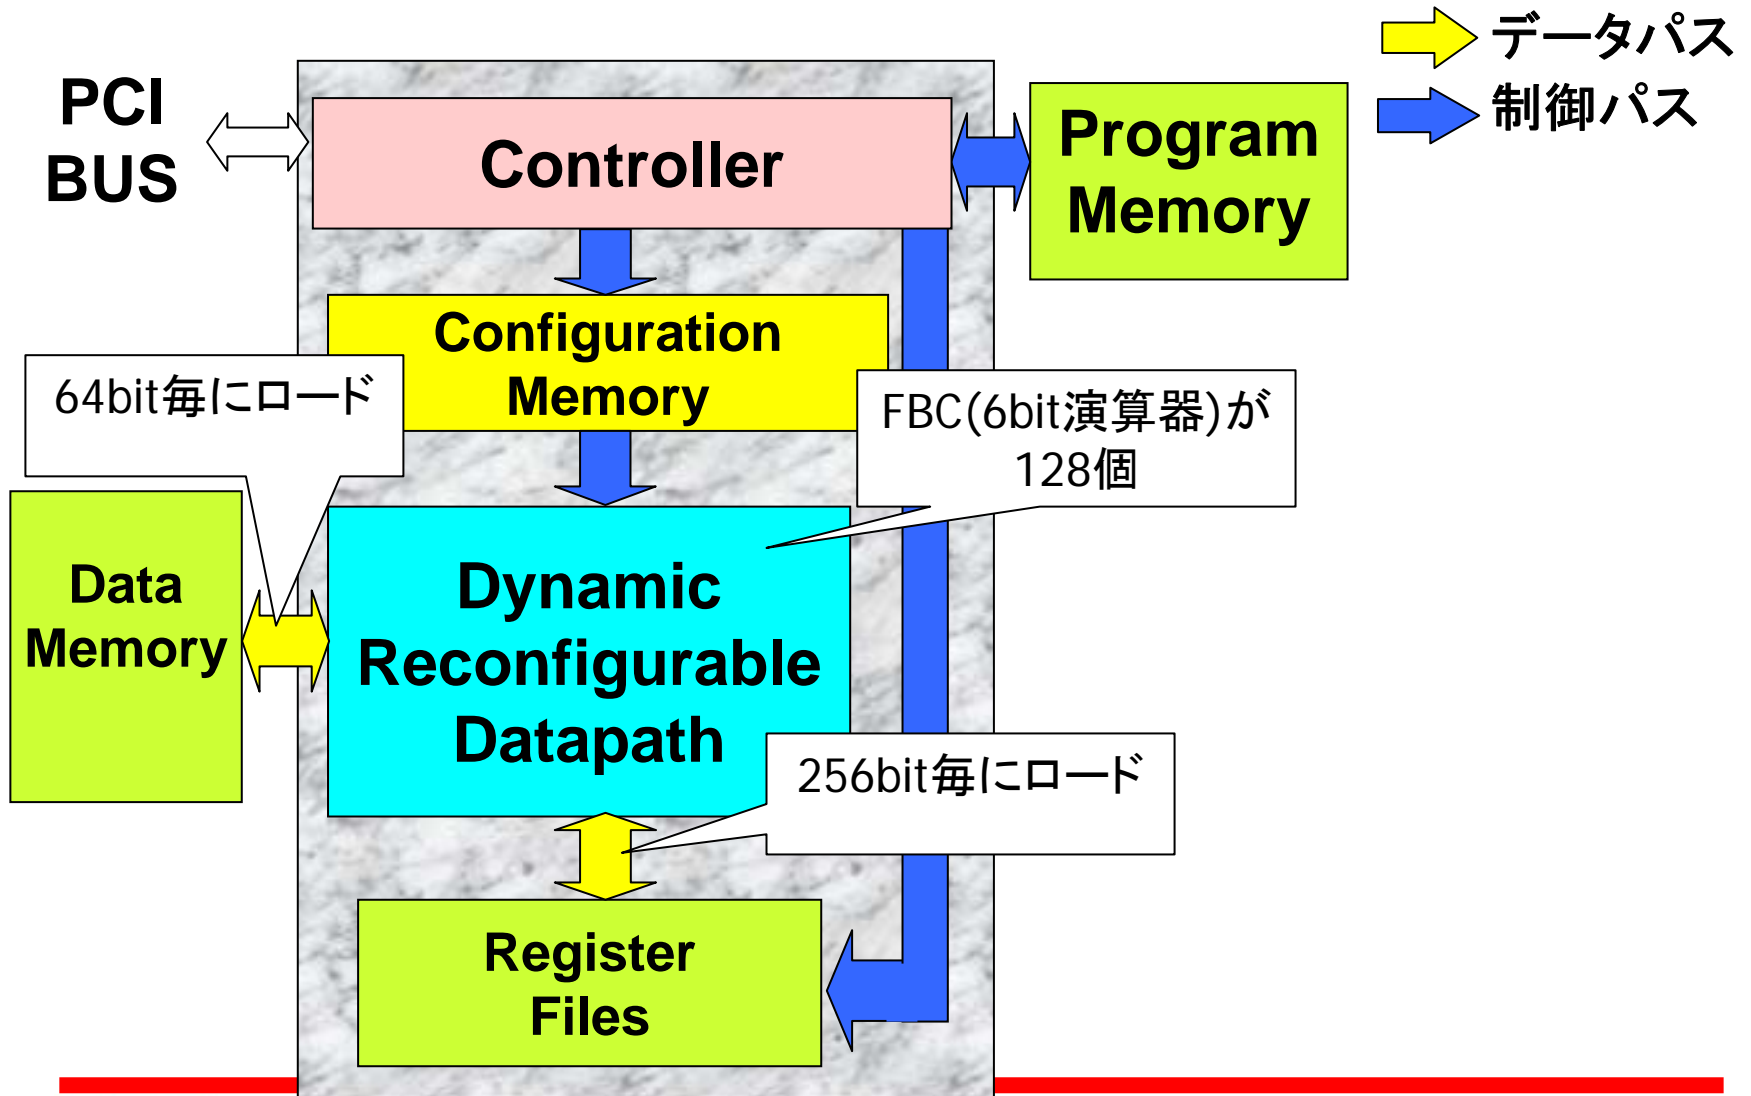 データパス
制御パス
PCI
BUS
Controller
Program
Memory
Configuration
Memory
64bit毎にロード
FBC(6bit演算器)が
128個
Data
Memory
Dynamic
Reconfigurable
Datapath
256bit毎にロード
Register
Files